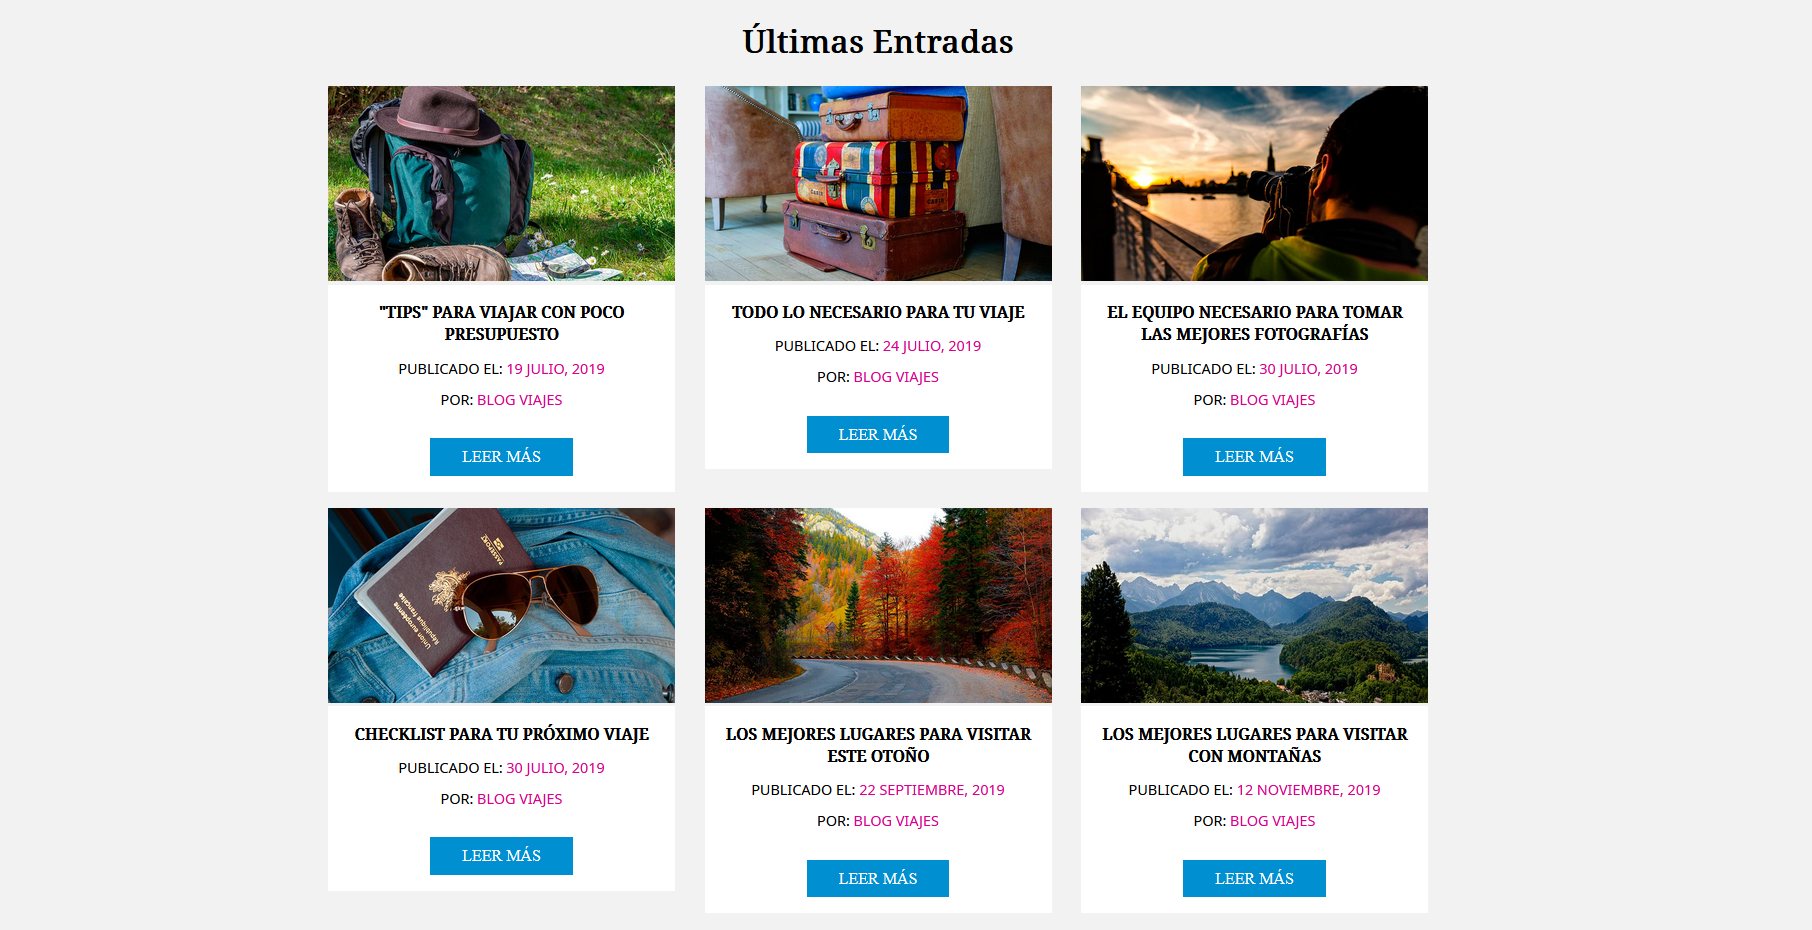 Últimas Entradas
"TIPS" PARA VIAJAR CON POCO
PRESUPUESTO
PUBLICADO EL: 19 JULIO, 2019
POR: BLOG VIAJES
LEER MÁS
TODO LO NECESARIO PARA TU VIAJE
PUBLICADO EL: 24 JULIO, 2019
POR: BLOG VIAJES
LEER MÁS
EL EQUIPO NECESARIO PARA TOMAR
LAS MEJORES FOTOGRAFÍAS
PUBLICADO EL: 30 JULIO, 2019
POR: BLOG VIAJES
LEER MÁS
PASSEPORT
Union européenne
République française
CHECKLIST PARA TU PRÓXIMO VIAJE
PUBLICADO EL: 30 JULIO, 2019
POR: BLOG VIAJES
LEER MÁS
LOS MEJORES LUGARES PARA VISITAR
ESTE OTOÑO
PUBLICADO EL: 22 SEPTIEMBRE, 2019
POR: BLOG VIAJES
LEER MÁS
LOS MEJORES LUGARES PARA VISITAR
CON MONTAÑAS
PUBLICADO EL: 12 NOVIEMBRE, 2019
POR: BLOG VIAJES
LEER MÁS